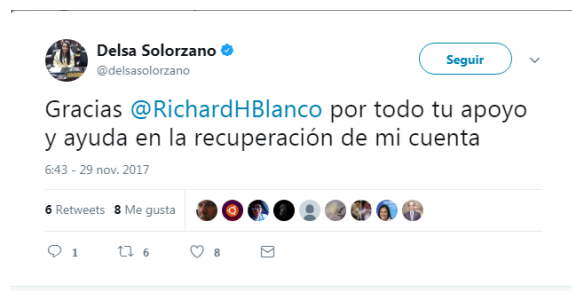 Delsa Solorzano
@delsasolorzano
Seguir
Gracias @RichardHBlanco por todo tu apoyo
y ayuda en la recuperación de mi cuenta
6:43 - 29 nov. 2017
6 Retweets 8 Me gusta
1 6 8